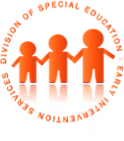 DIVISION OF SPECIAL EDUCATION / EARLY INTERVENTION SERVICES